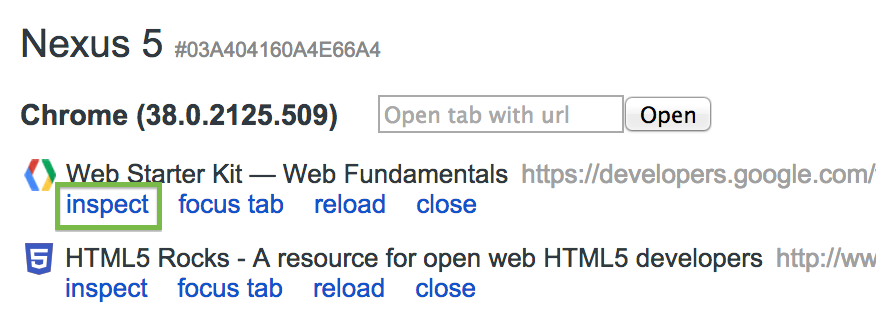 Nexus 5 #03A404160A4E66A4
Chrome (38.0.2125.509) Open tab with url Open
Web Starter Kit — Web Fundamentals https://developers.google.com/
inspect focus tab reload close
HTML5 Rocks - A resource for open web HTML5 developers http://ww
inspect focus tab reload close